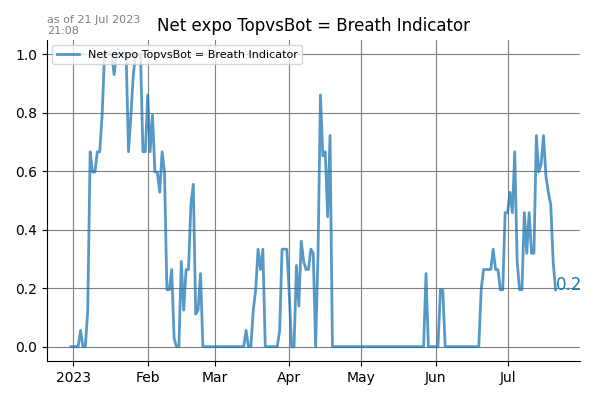 as of 21 Jul 2023
21:08
Net expo TopvsBot = Breath Indicator
Net expo TopvsBot = Breath Indicator
1.0
0.8
0.6
0.4
0.2
0.0
0.2
2023 Feb Mar Apr May Jun Jul